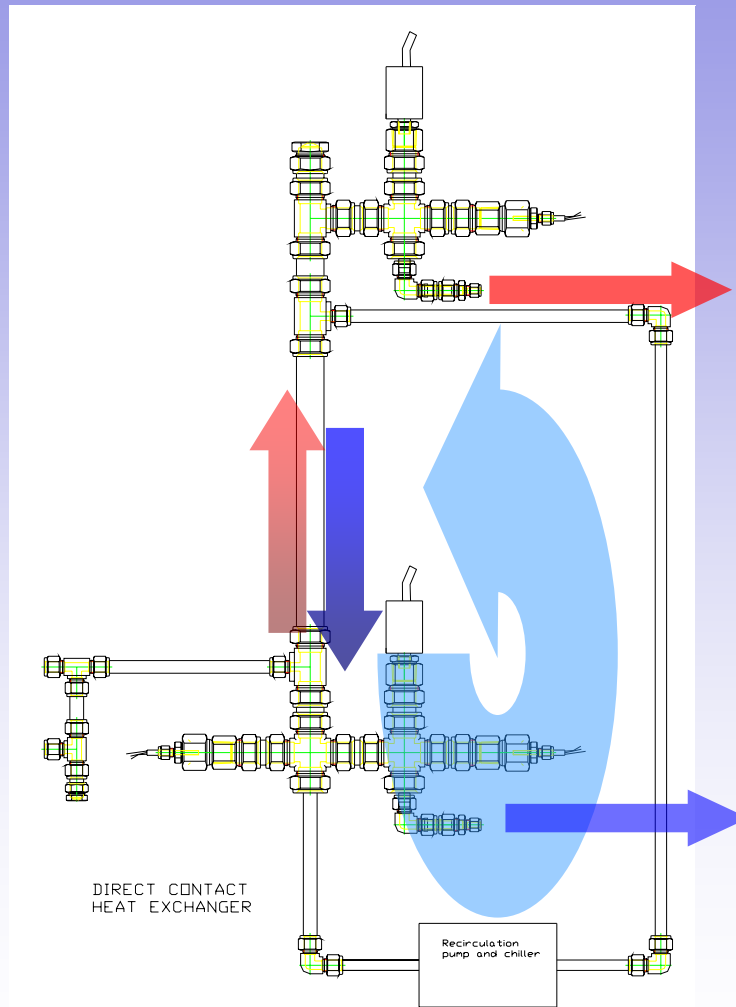 DIRECT CONTACT
HEAT EXCHANGER
Recirculation
pump and chiller